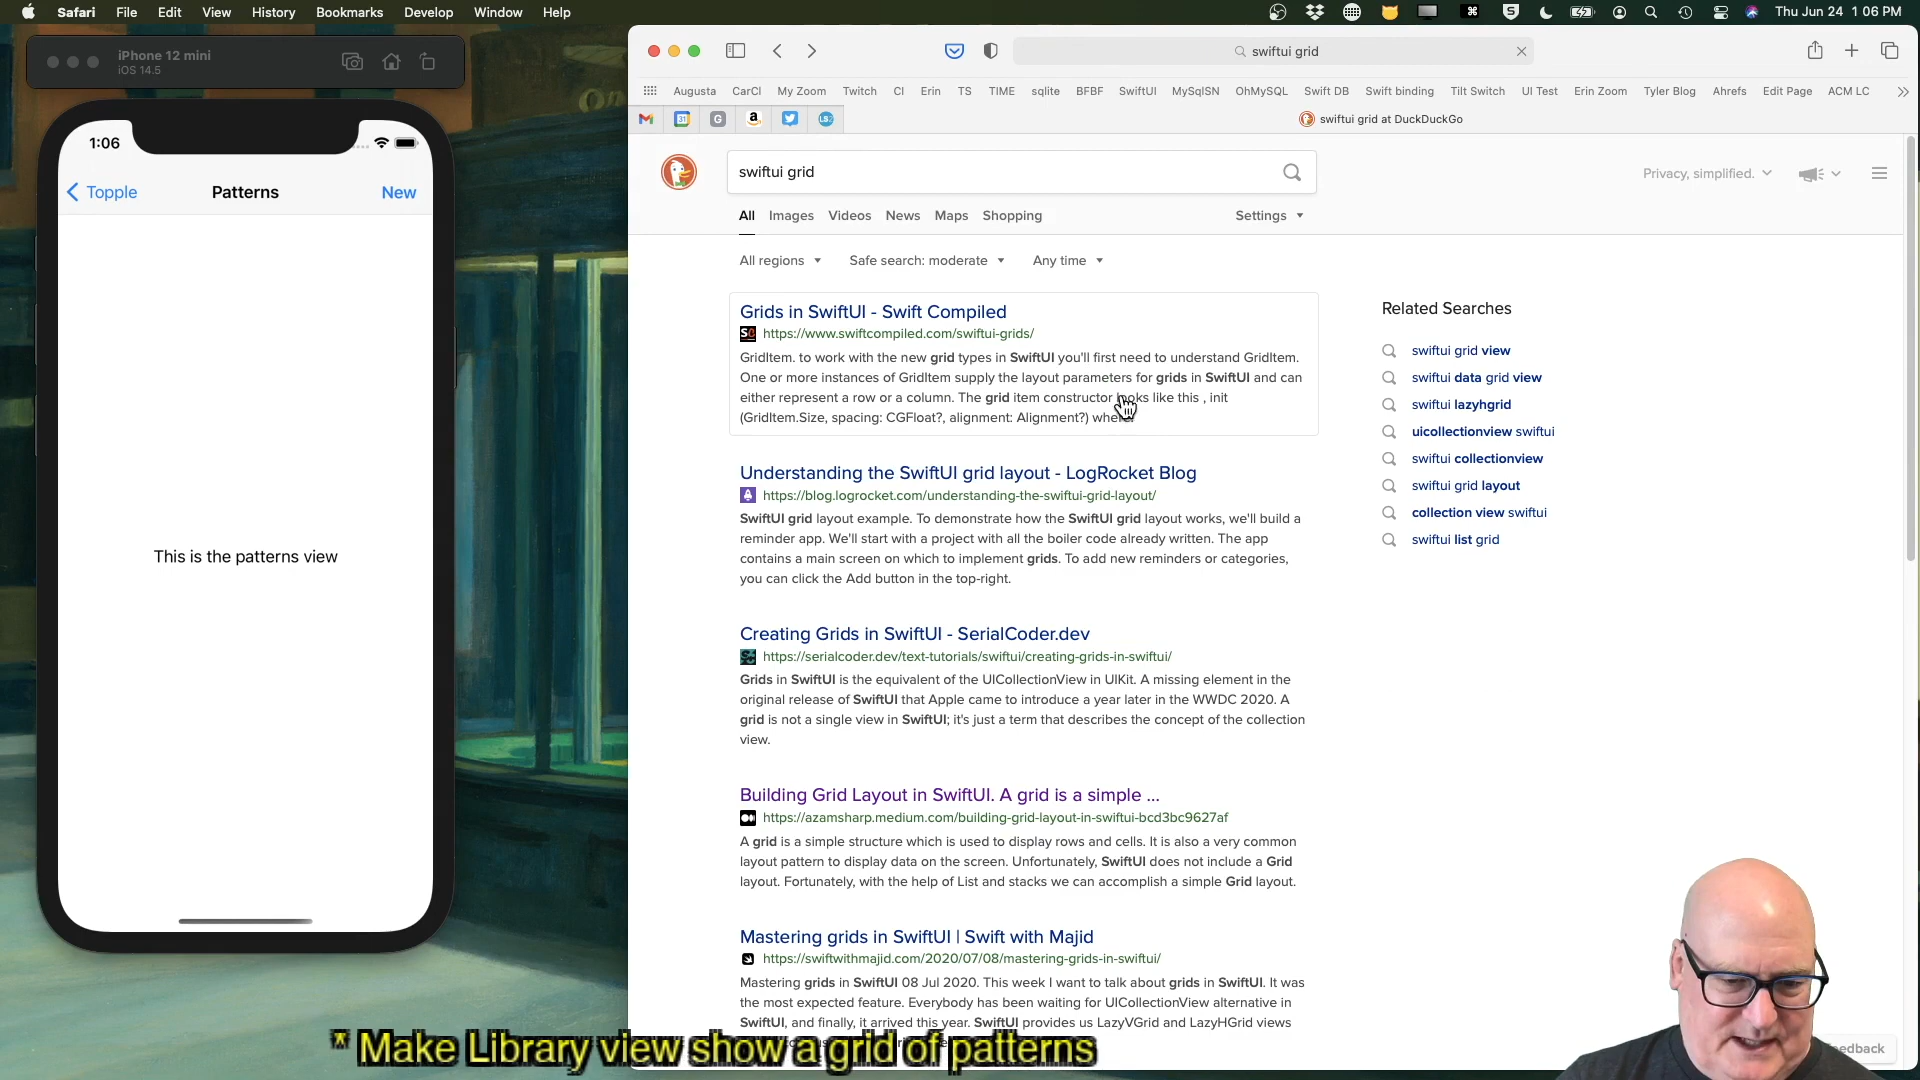 Safari File Edit View History Bookmarks Develop Window Help
Thu Jun 24 1 06 PM
iPhone 12 mini
iOS 14.5
1:06
Topple
Patterns
New
This is the patterns view
swiftui grid
Augusta CarCl My Zoom Twitch CI Erin TS TIME sqlite BFBF SwiftUI MySqlSN OhMySQL Swift DB Swift binding Tilt Switch UI Test Erin Zoom Tyler Blog Ahrefs Edit Page ACM LC
swiftui grid at DuckDuckGo
swiftui grid
Privacy, simplified.
All Images Videos News Maps Shopping
Settings
All regions Safe search: moderate Any time
Grids in SwiftUI - Swift Compiled
https://www.swiftcompiled.com/swiftui-grids/
GridItem. to work with the new grid types in SwiftUI you'll first need to understand GridItem.
One or more instances of GridItem supply the layout parameters for grids in SwiftUI and can
either represent a row or a column. The grid item constructor looks like this , init
(GridItem.Size, spacing: CGFloat?, alignment: Alignment?) where.
Understanding the SwiftUI grid layout - LogRocket Blog
https://blog.logrocket.com/understanding-the-swiftui-grid-layout/
SwiftUI grid layout example. To demonstrate how the SwiftUI grid layout works, we'll build a
reminder app. We'll start with a project with all the boiler code already written. The app
contains a main screen on which to implement grids. To add new reminders or categories,
you can click the Add button in the top-right.
Creating Grids in SwiftUI - SerialCoder.dev
https://serialcoder.dev/text-tutorials/swiftui/creating-grids-in-swiftui/
Grids in SwiftUI is the equivalent of the UICollectionView in UIKit. A missing element in the
original release of SwiftUI that Apple came to introduce a year later in the WWDC 2020. A
grid is not a single view in SwiftUI; it's just a term that describes the concept of the collection
view.
Building Grid Layout in SwiftUI. A grid is a simple ...
https://azamsharp.medium.com/building-grid-layout-in-swiftui-bcd3bc9627af
A grid is a simple structure which is used to display rows and cells. It is also a very common
layout pattern to display data on the screen. Unfortunately, SwiftUI does not include a Grid
layout. Fortunately, with the help of List and stacks we can accomplish a simple Grid layout.
Mastering grids in SwiftUI | Swift with Majid
https://swiftwithmajid.com/2020/07/08/mastering-grids-in-swiftui/
Mastering grids in SwiftUI 08 Jul 2020. This week I want to talk about grids in SwiftUI. It was
the most expected feature. Everybody has been waiting for UICollectionView alternative in
SwiftUI, and finally, it arrived this year. SwiftUI provides us LazyVGrid and LazyHGrid views
Related Searches
swiftui grid view
swiftui data grid view
swiftui lazyhgrid
uicollectionview swiftui
swiftui collectionview
swiftui grid layout
collection view swiftui
swiftui list grid
* Make Library view show a grid of patterns